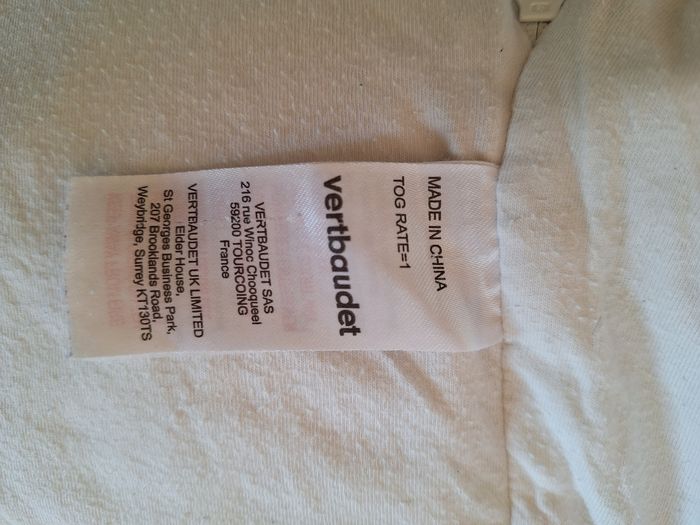 MADE IN CHINA
TOG RATE=1
vertbaudet
VERTBAUDET SAS
216 rue Winoc Chocqueel
59200 TOURCOING
France
VERTBAUDET UK LIMITED
Elder House,
St Georges Business Park,
207 Brooklands Road,
Weybridge, Surrey KT130TS